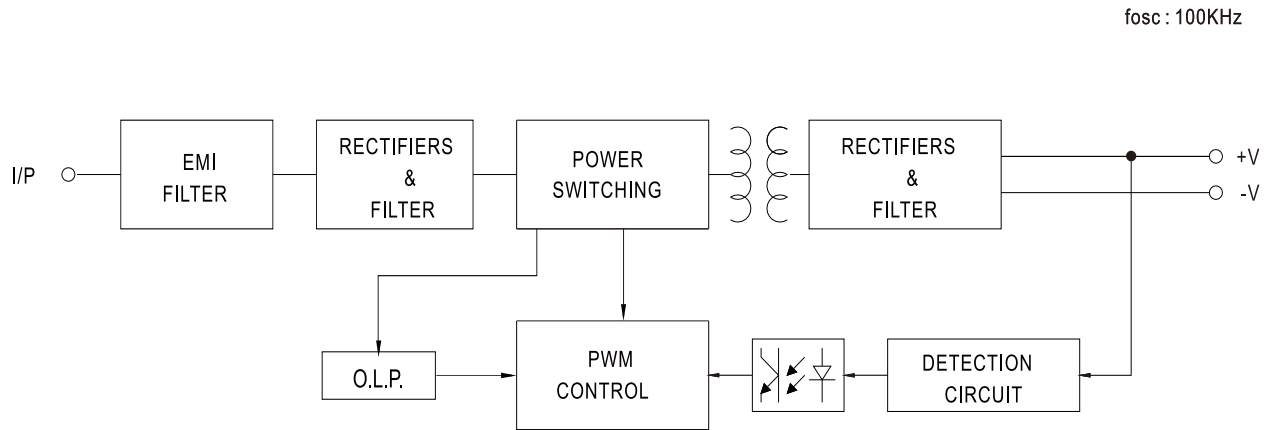 fosc : 100KHz
I/P
EMI
FILTER
RECTIFIERS
&
FILTER
POWER
SWITCHING
RECTIFIERS
&
FILTER
+V
-V
O.L.P.
PWM
CONTROL
DETECTION
CIRCUIT